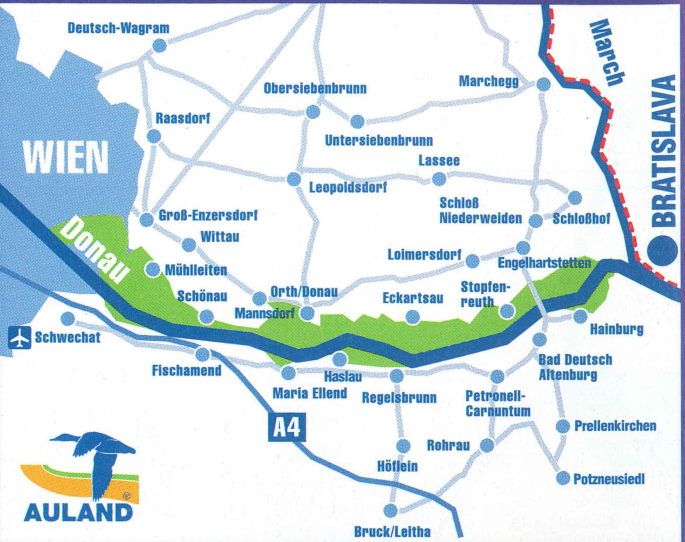 Deutsch-Wagram
March
Obersiebenbrunn
Marchegg
BRATISLAVA
Raasdorf
Untersiebenbrunn
WIEN
Lassee
Leopoldsdorf
Schloß
Niederweiden
Schloßhof
Groß-Enzersdorf
Donau
Wittau
Loimersdorf
Engelhartstetten
Mühlleiten
Orth/Donau
Stopfen-
reuth
Schönau
Mannsdorf
Eckartsau
Hainburg
Schwechat
Bad Deutsch
Altenburg
Fischamend
Haslau
Maria Ellend
Regelsbrunn
Petronell-
Carnuntum
A4
Prellenkirchen
Rohrau
Höflein
Potzneusiedl
AULAND
®
Bruck/Leitha